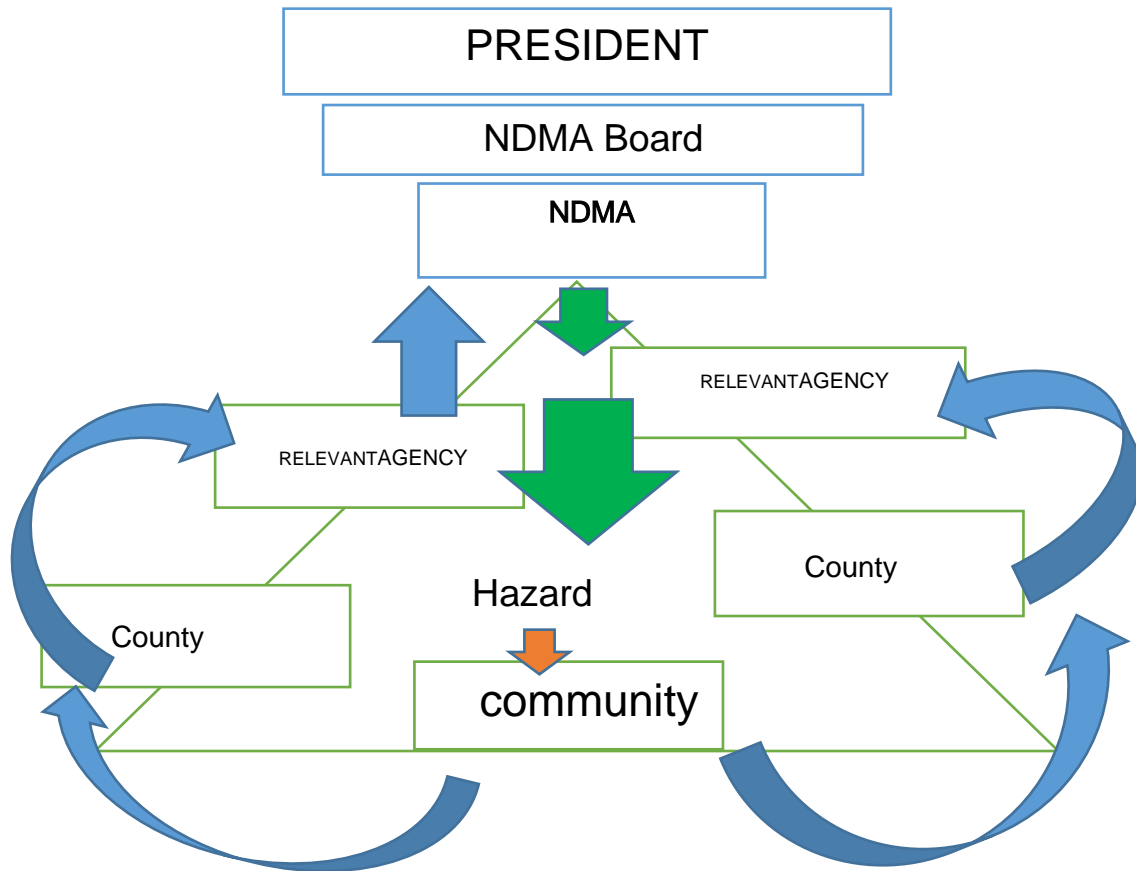 PRESIDENT
NDMA Board
NDMA
RELEVANTAGENCY
RELEVANTAGENCY
County
Hazard
County
community